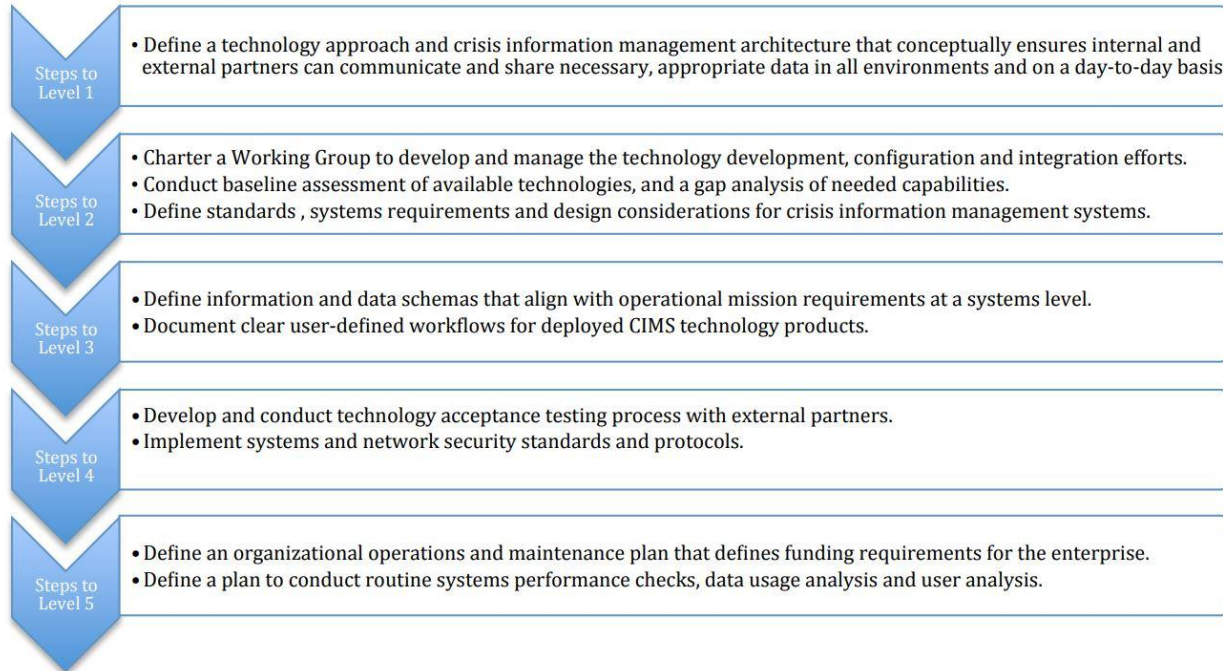 Steps to
Level 1
• Define a technology approach and crisis information management architecture that conceptually ensures internal and
external partners can communicate and share necessary, appropriate data in all environments and on a day-to-day basis
Steps to
Level 2
• Charter a Working Group to develop and manage the technology development, configuration and integration efforts.
• Conduct baseline assessment of available technologies, and a gap analysis of needed capabilities.
• Define standards , systems requirements and design considerations for crisis information management systems.
Steps to
Level 3
• Define information and data schemas that align with operational mission requirements at a systems level.
• Document clear user-defined workflows for deployed CIMS technology products.
Steps to
Level 4
• Develop and conduct technology acceptance testing process with external partners.
• Implement systems and network security standards and protocols.
Steps to
Level 5
• Define an organizational operations and maintenance plan that defines funding requirements for the enterprise.
• Define a plan to conduct routine systems performance checks, data usage analysis and user analysis.